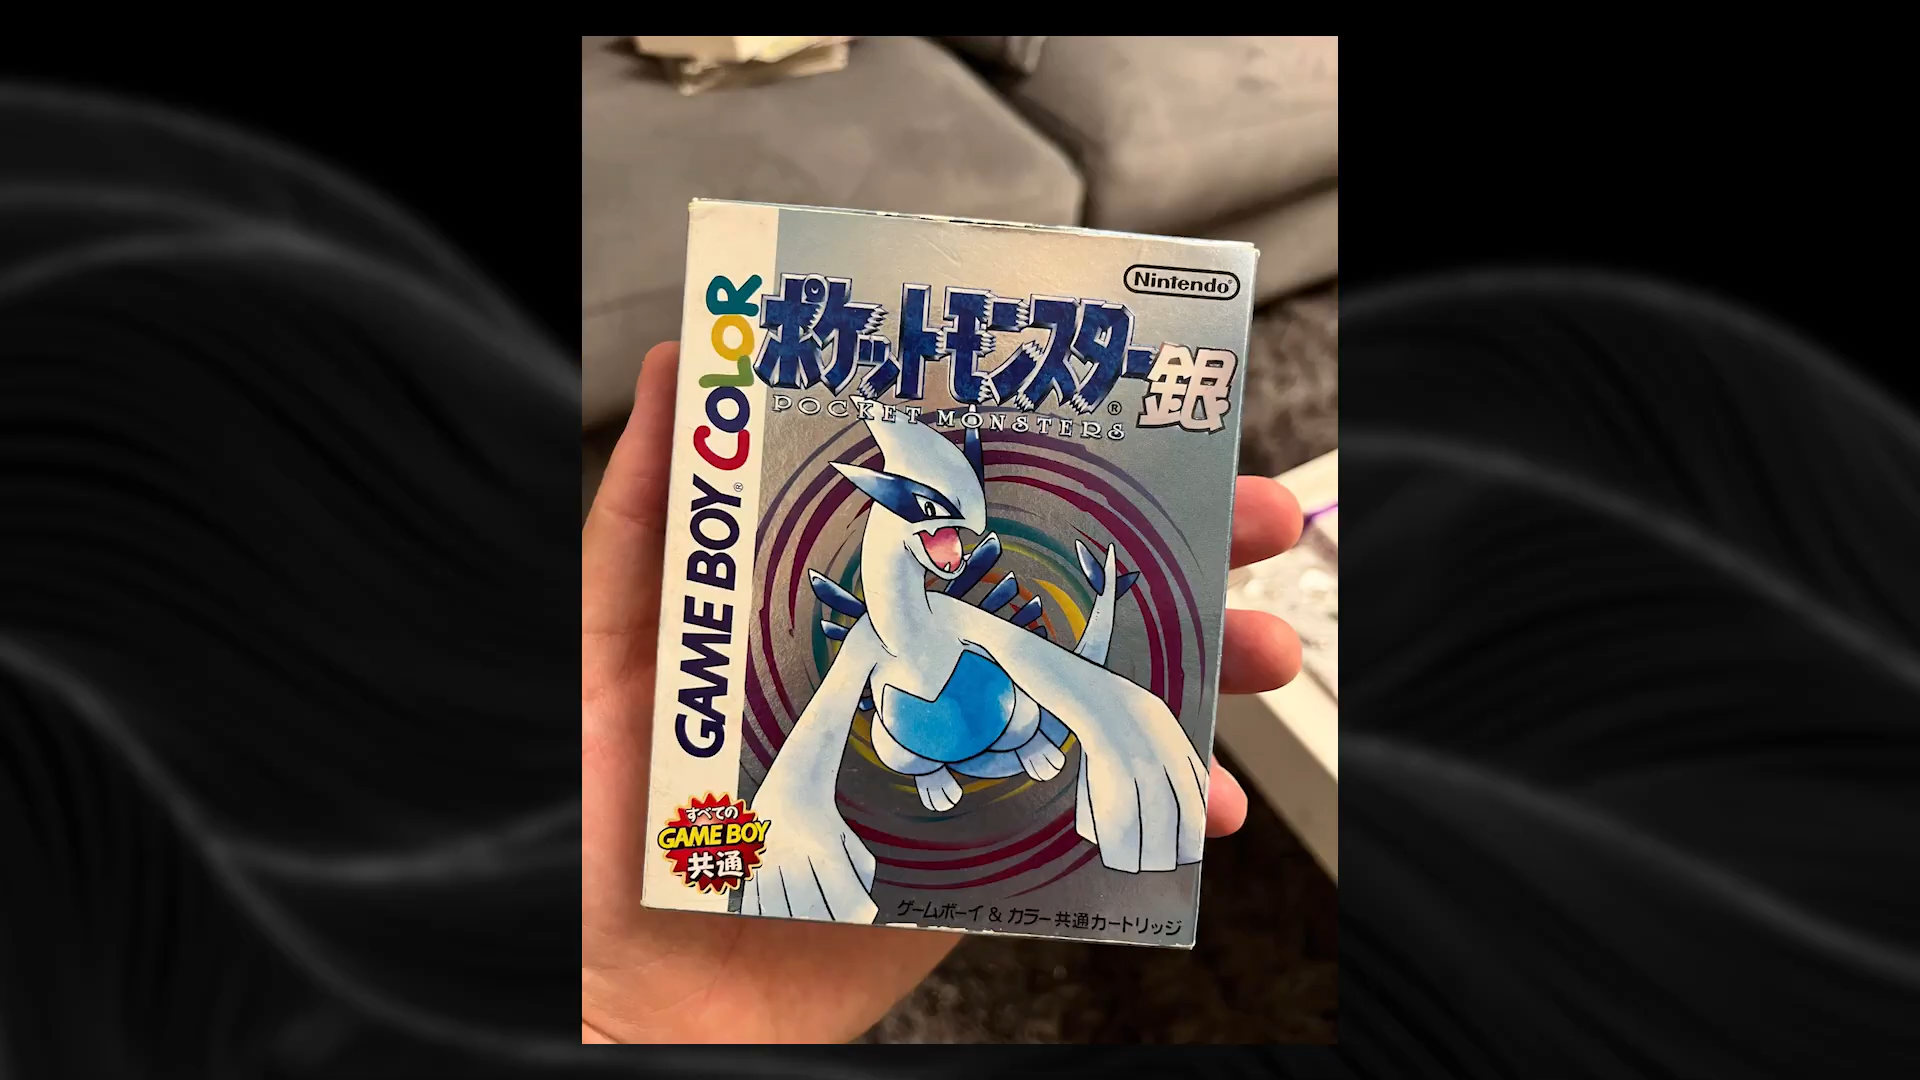 Nintendo®
ポケットモンスター®
銀
POCKET MONSTERS
GAME BOY® COLOR
すべての
GAME BOY
共通
ゲームボーイ & カラー共通カートリッジ